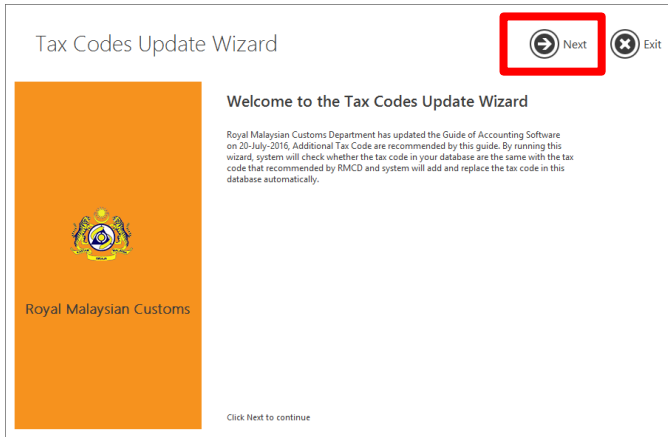 Tax Codes Update Wizard
Next
Exit
Welcome to the Tax Codes Update Wizard
Royal Malaysian Customs Department has updated the Guide of Accounting Software
on 20-July-2016, Additional Tax Code are recommended by this guide. By running this
wizard, system will check whether the tax code in your database are the same with the tax
code that recommended by RMCD and system will add and replace the tax code in this
database automatically.
Royal Malaysian Customs
Click Next to continue